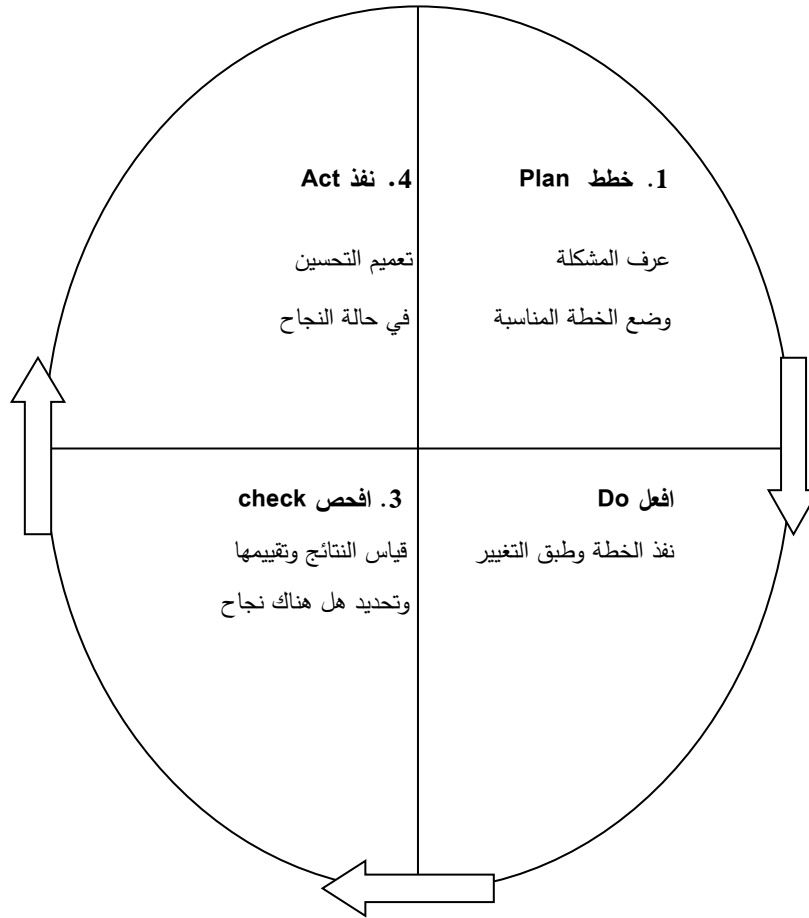 1. خطط Plan
عرف المشكلة
وضع الخطة المناسبة
افعل Do
نفذ الخطة وطبق التغيير
3. افحص check
قياس النتائج وتقييمها
وتحديد هل هناك نجاح
4. نفذ Act
تعميم التحسين
في حالة النجاح